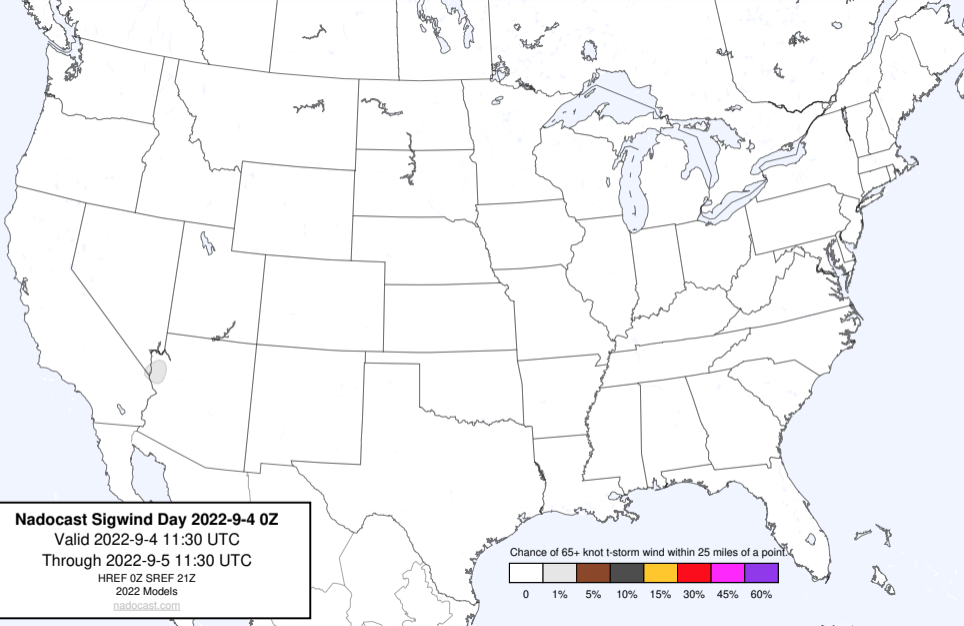 Nadocast Sigwind Day 2022-9-4 0Z
Valid 2022-9-4 11:30 UTC
Through 2022-9-5 11:30 UTC
HREF 0Z SREF 21Z
2022 Models
nadocast.com
Chance of 65+ knot t-storm wind within 25 miles of a point.
0 1% 5% 10% 15% 30% 45% 60%